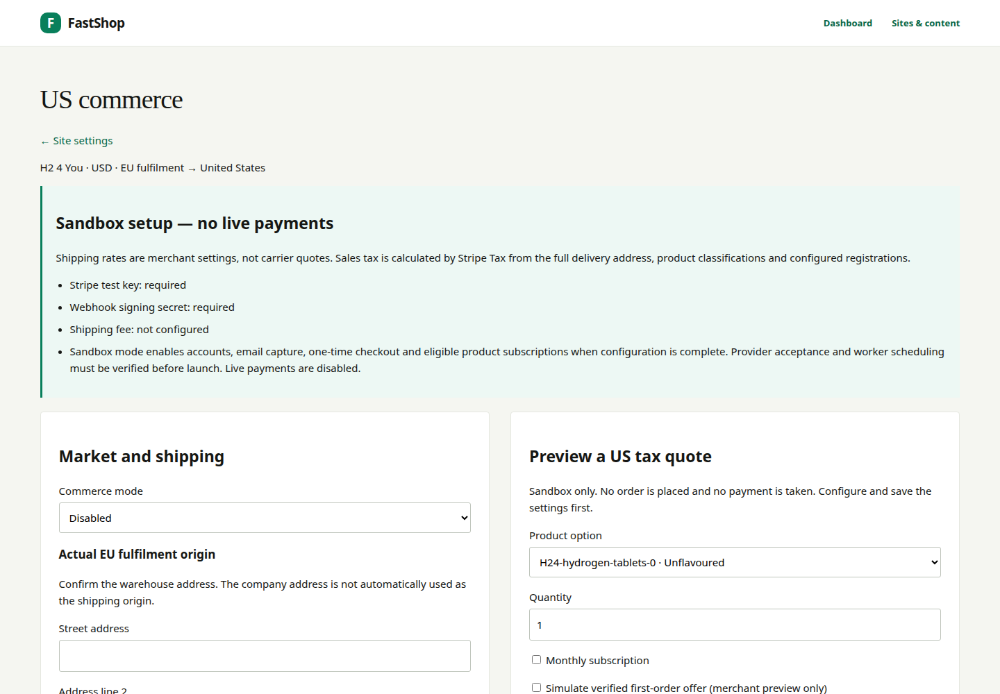 F FastShop
Dashboard
Sites & content
US commerce
← Site settings
H2 4 You · USD · EU fulfilment → United States
Sandbox setup — no live payments
Shipping rates are merchant settings, not carrier quotes. Sales tax is calculated by Stripe Tax from the full delivery address, product classifications and configured registrations.
Stripe test key: required
Webhook signing secret: required
Shipping fee: not configured
Sandbox mode enables accounts, email capture, one-time checkout and eligible product subscriptions when configuration is complete. Provider acceptance and worker scheduling
must be verified before launch. Live payments are disabled.
Market and shipping
Commerce mode
Disabled
Actual EU fulfilment origin
Confirm the warehouse address. The company address is not automatically used as
the shipping origin.
Street address
Address line 2
Preview a US tax quote
Sandbox only. No order is placed and no payment is taken. Configure and save the
settings first.
Product option
H24-hydrogen-tablets-0 · Unflavoured
Quantity
1
Monthly subscription
Simulate verified first-order offer (merchant preview only)